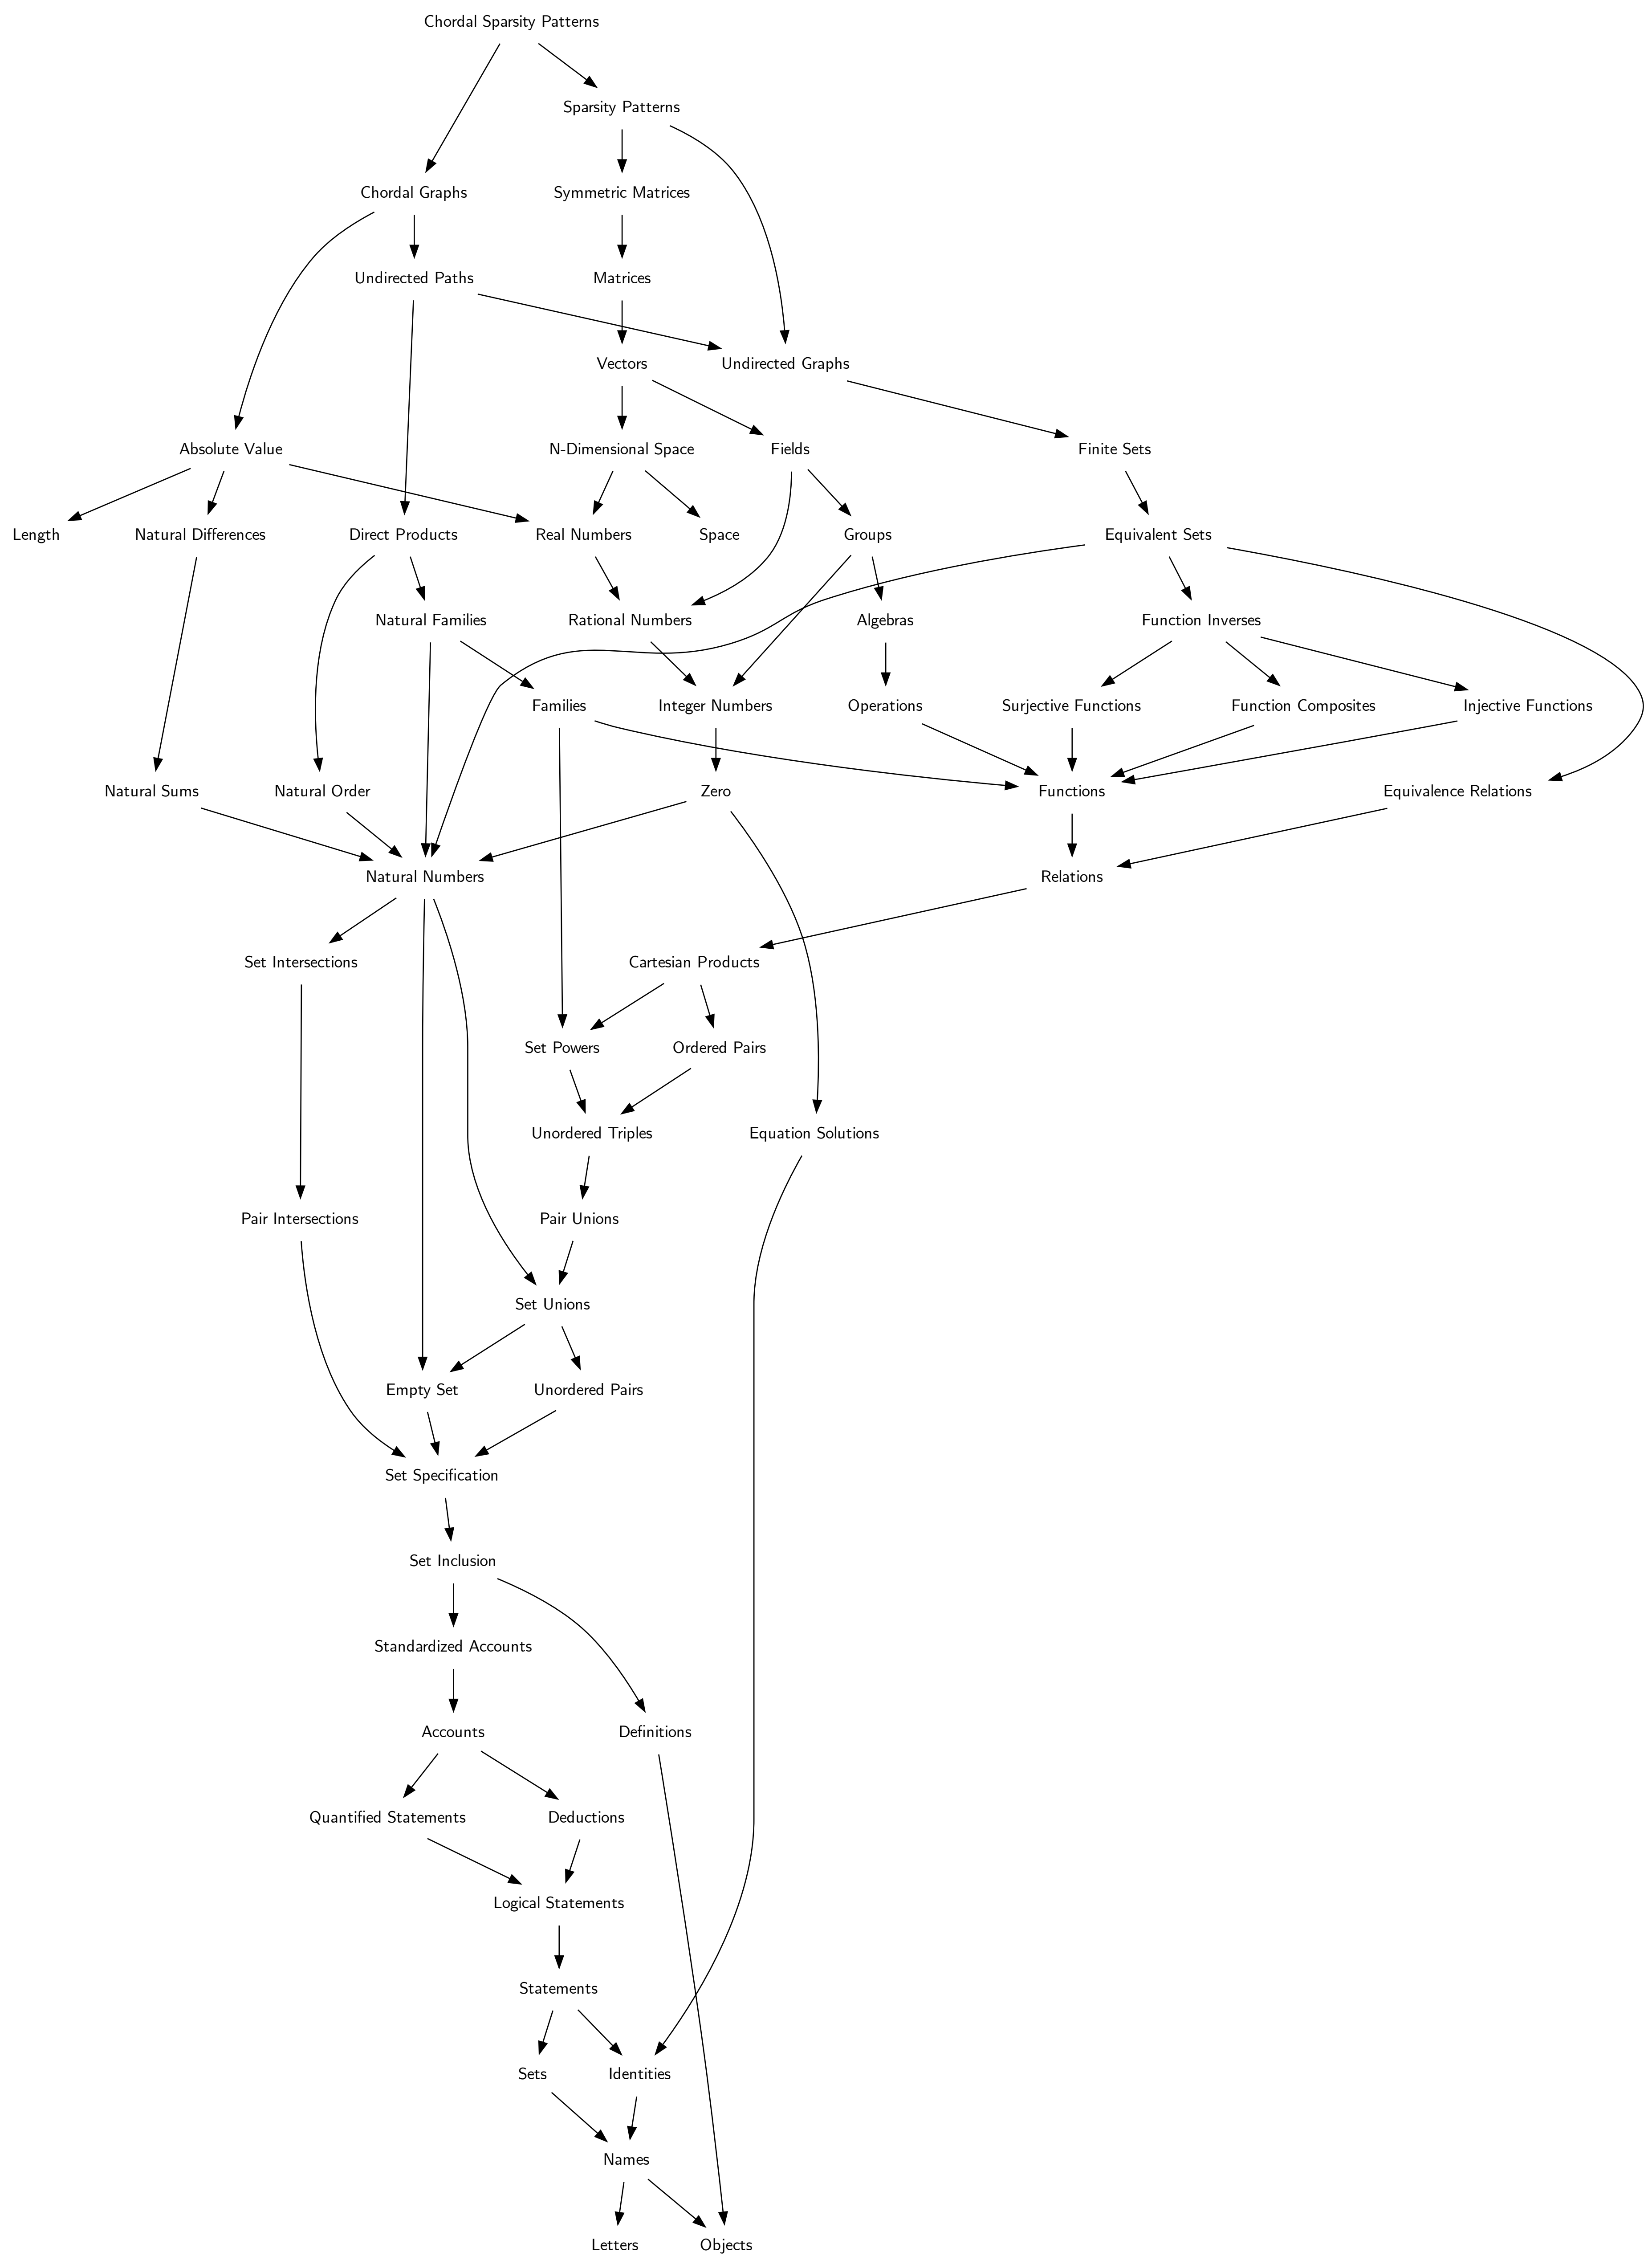 Chordal Sparsity Patterns
Sparsity Patterns
Chordal Graphs
Symmetric Matrices
Undirected Paths
Matrices
Vectors
Undirected Graphs
Absolute Value
N-Dimensional Space
Fields
Finite Sets
Length
Natural Differences
Direct Products
Real Numbers
Space
Groups
Equivalent Sets
Natural Families
Rational Numbers
Algebras
Function Inverses
Families
Integer Numbers
Operations
Surjective Functions
Function Composites
Injective Functions
Natural Sums
Natural Order
Zero
Functions
Equivalence Relations
Natural Numbers
Relations
Set Intersections
Cartesian Products
Set Powers
Ordered Pairs
Unordered Triples
Equation Solutions
Pair Intersections
Pair Unions
Set Unions
Empty Set
Unordered Pairs
Set Specification
Set Inclusion
Standardized Accounts
Accounts
Definitions
Quantified Statements
Deductions
Logical Statements
Statements
Sets
Identities
Names
Letters
Objects